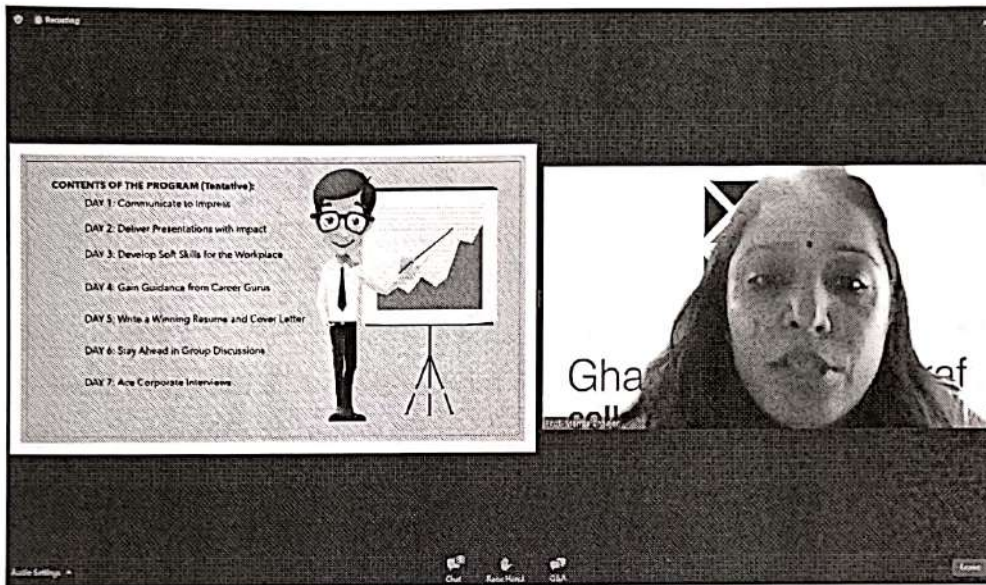 Recording
CONTENTS OF THE PROGRAM (Tentative):
DAY 1: Communicate to Impress
DAY 2: Deliver Presentations with Impact
DAY 3: Develop Soft Skills for the Workplace
DAY 4: Gain Guidance from Career Gurus
DAY 5: Write a Winning Resume and Cover Letter
DAY 6: Stay Ahead in Group Discussions
DAY 7: Ace Corporate Interviews
Gha
raf
coll
Audio Settings
Chat
Raise Hand
Q&A
Leave